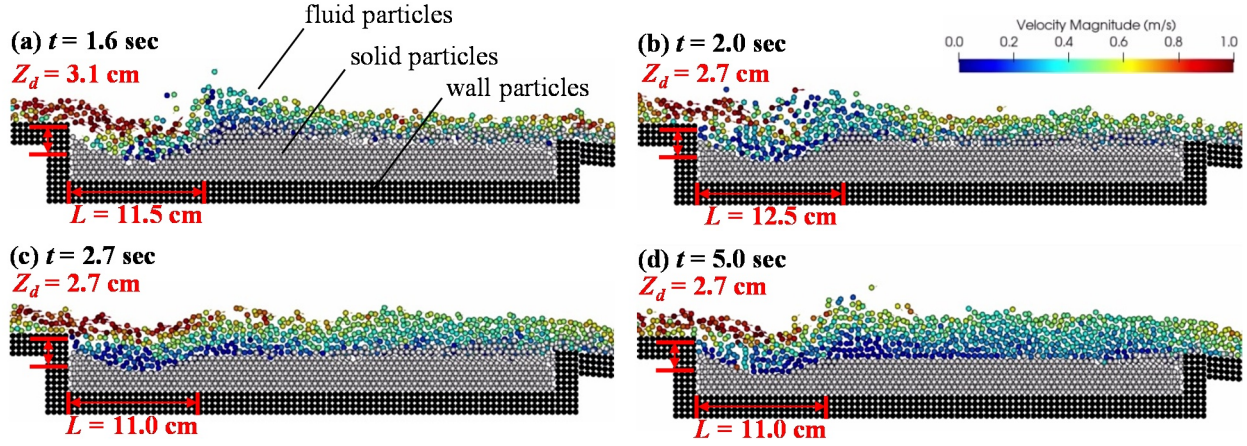 fluid particles
(a) t = 1.6 sec
solid particles
Z_d = 3.1 cm
wall particles
L = 11.5 cm
Velocity Magnitude (m/s)
(b) t = 2.0 sec
0.0 0.2 0.4 0.6 0.8 1.0
Z_d = 2.7 cm
L = 12.5 cm
(c) t = 2.7 sec
Z_d = 2.7 cm
L = 11.0 cm
(d) t = 5.0 sec
Z_d = 2.7 cm
L = 11.0 cm